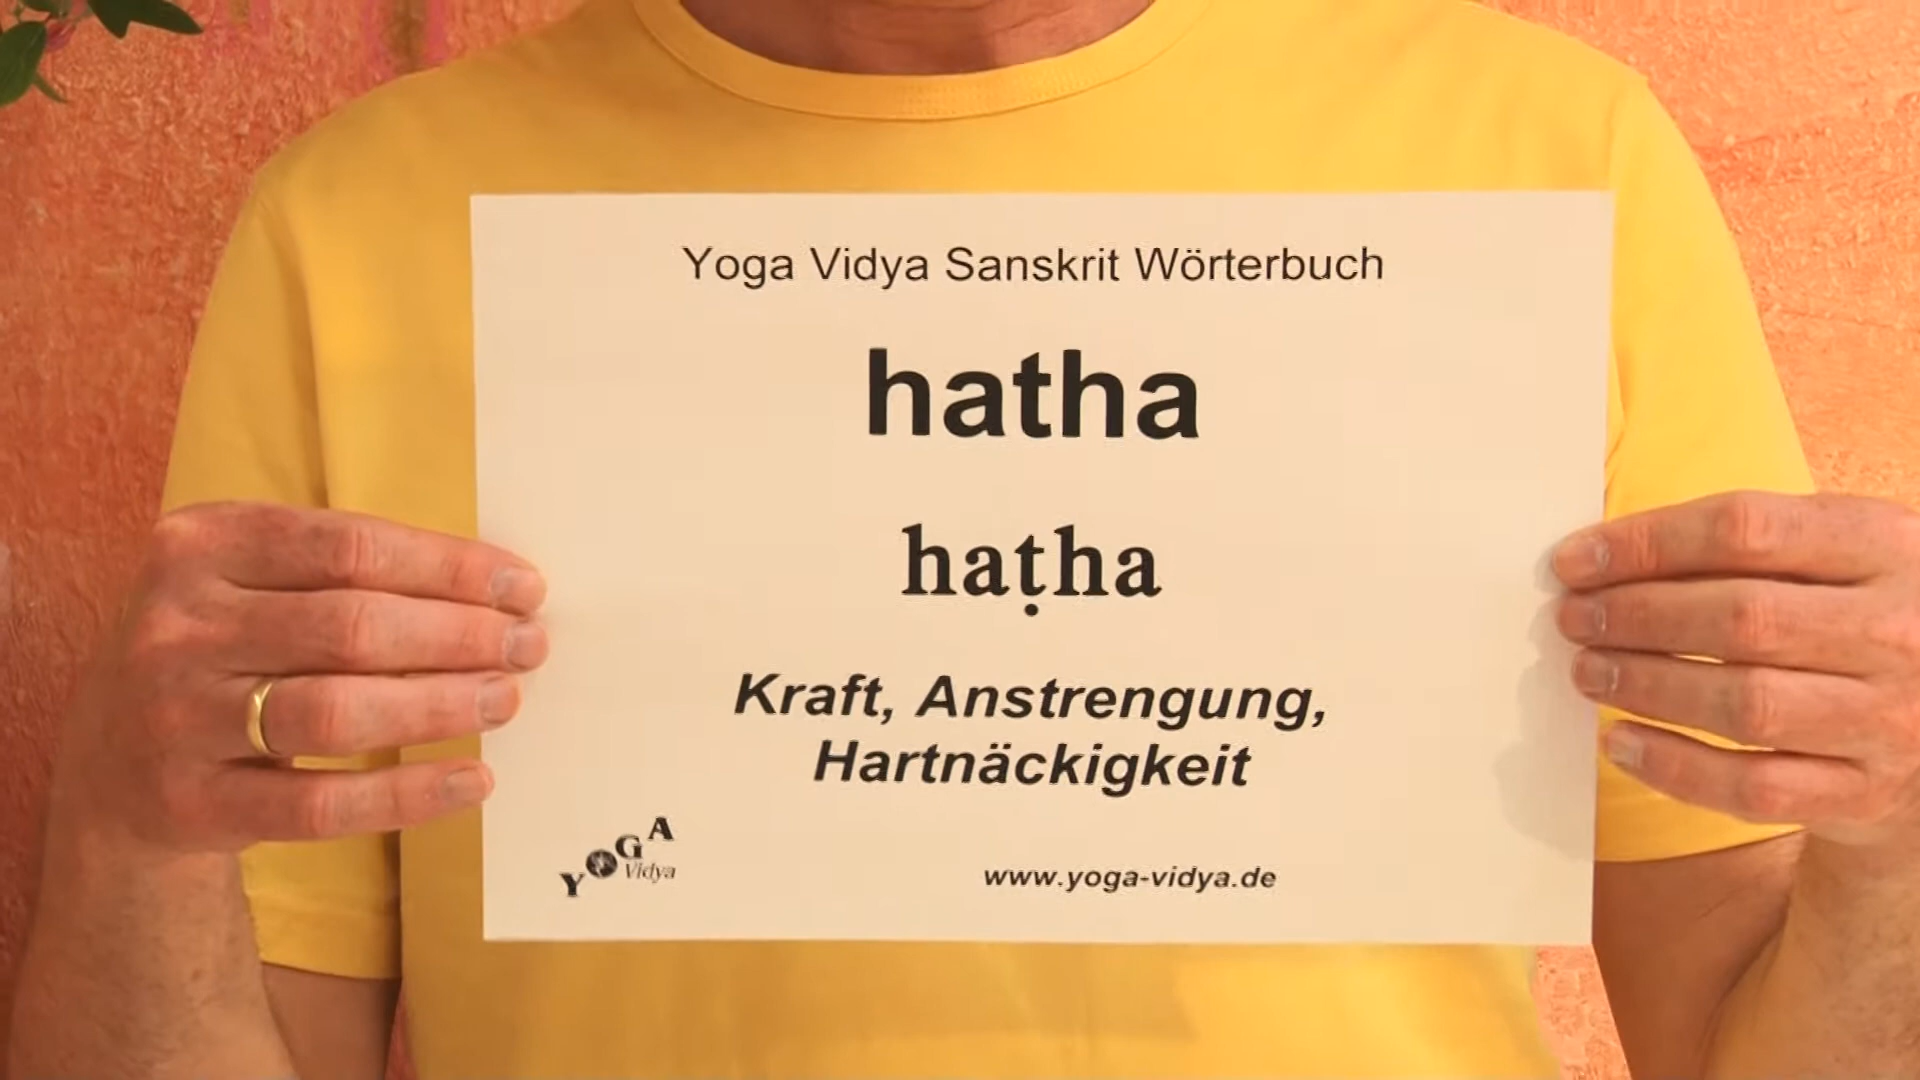 Yoga Vidya Sanskrit Wörterbuch
hatha
haṭha
Kraft, Anstrengung,
Hartnäckigkeit
YOGA
Vidya
www.yoga-vidya.de